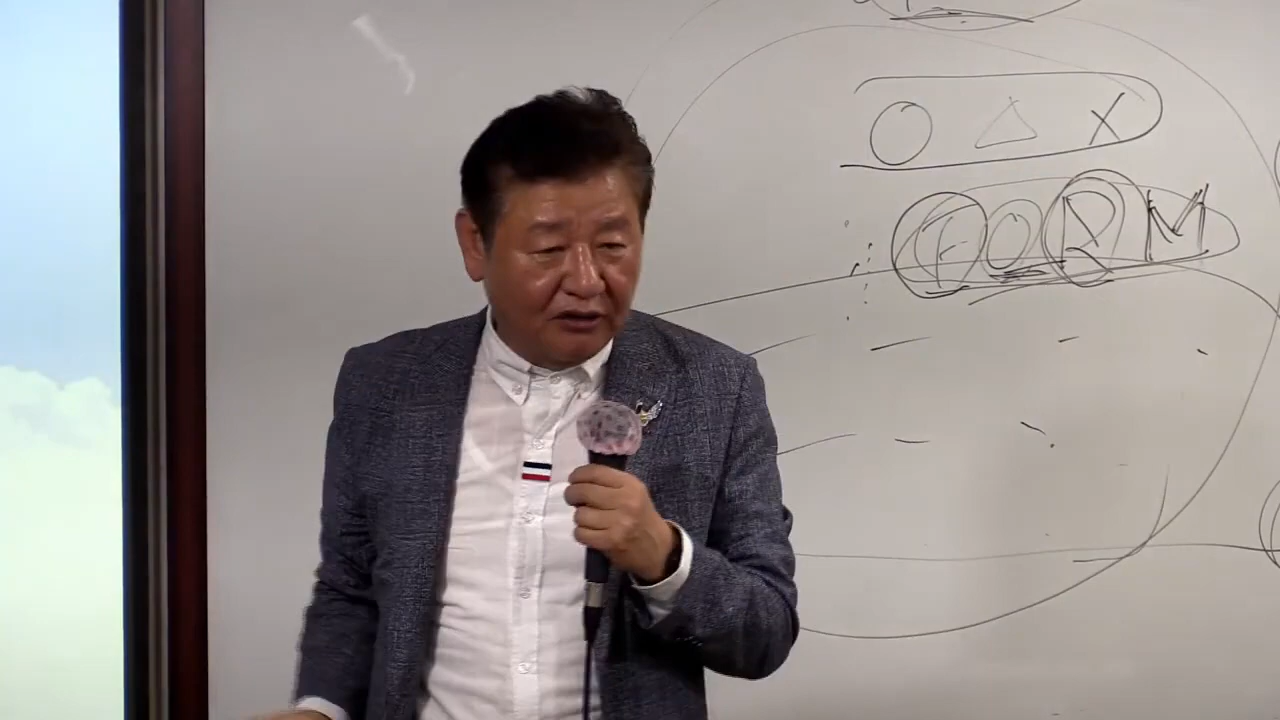 ○ △ X
FORM